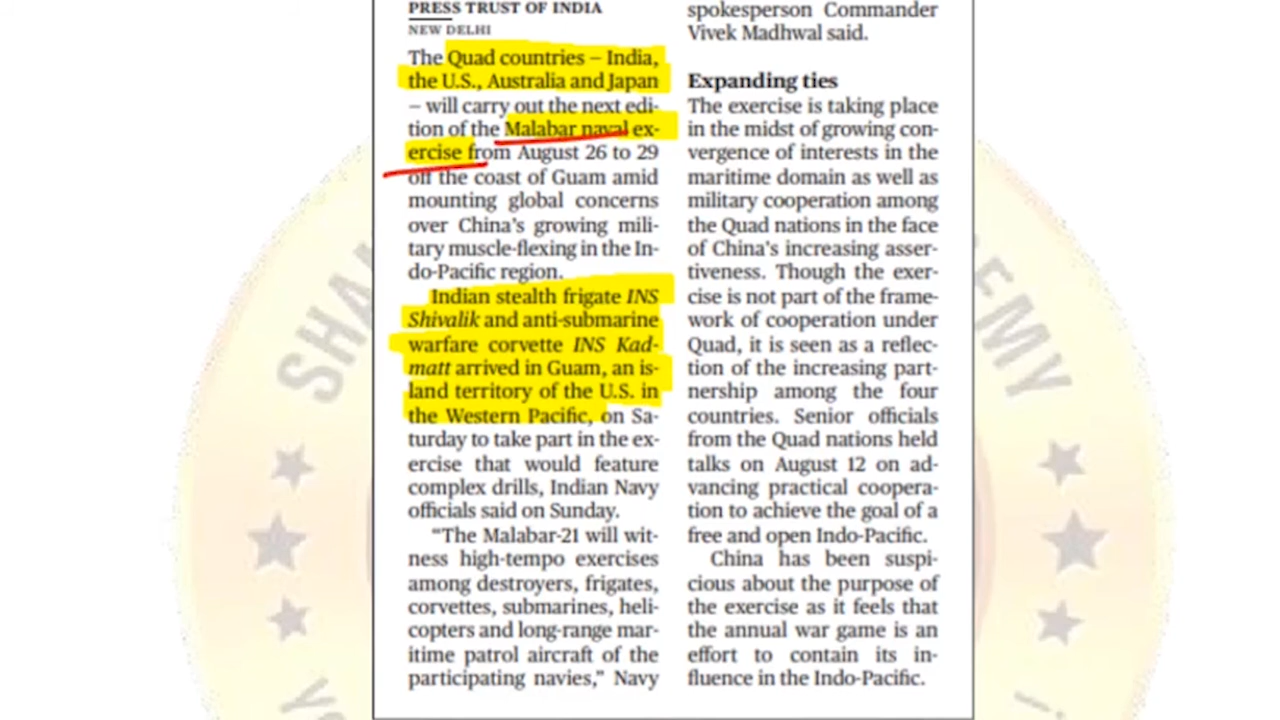 PRESS TRUST OF INDIA
NEW DELHI
The Quad countries – India,
the U.S., Australia and Japan
– will carry out the next edi-
tion of the Malabar naval ex-
ercise from August 26 to 29
off the coast of Guam amid
mounting global concerns
over China's growing mili-
tary muscle-flexing in the In-
do-Pacific region.
Indian stealth frigate INS
Shivalik and anti-submarine
warfare corvette INS Kad-
matt arrived in Guam, an is-
land territory of the U.S. in
the Western Pacific, on Sa-
turday to take part in the ex-
ercise that would feature
complex drills, Indian Navy
officials said on Sunday.
"The Malabar-21 will wit-
ness high-tempo exercises
among destroyers, frigates,
corvettes, submarines, heli-
copters and long-range mar-
itime patrol aircraft of the
participating navies," Navy
spokesperson Commander
Vivek Madhwal said.
Expanding ties
The exercise is taking place
in the midst of growing con-
vergence of interests in the
maritime domain as well as
military cooperation among
the Quad nations in the face
of China's increasing asser-
tiveness. Though the exer-
cise is not part of the frame-
work of cooperation under
Quad, it is seen as a reflec-
tion of the increasing part-
nership among the four
countries. Senior officials
from the Quad nations held
talks on August 12 on ad-
vancing practical coopera-
tion to achieve the goal of a
free and open Indo-Pacific.
China has been suspi-
cious about the purpose of
the exercise as it feels that
the annual war game is an
effort to contain its in-
fluence in the Indo-Pacific.